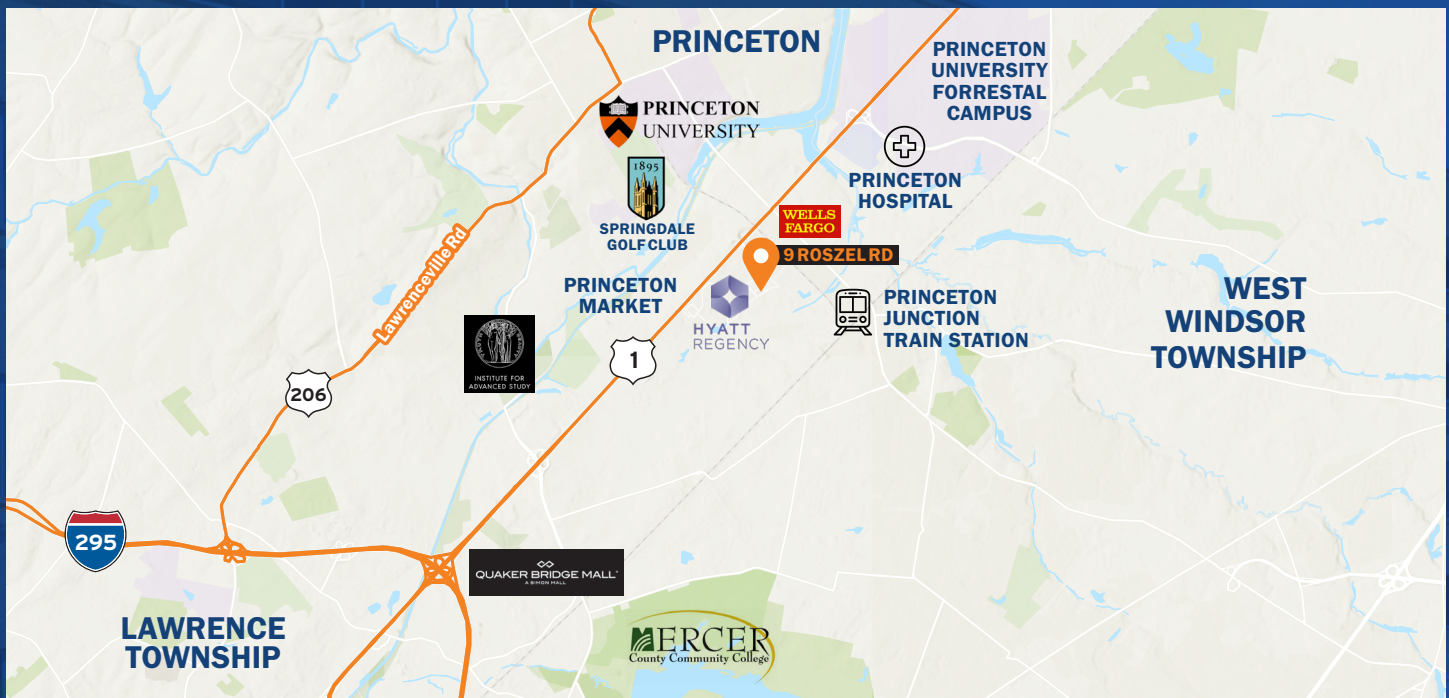 PRINCETON
PRINCETON
UNIVERSITY
FORRESTAL
CAMPUS
PRINCETON
UNIVERSITY
1895
SPRINGDALE
GOLF CLUB
PRINCETON
HOSPITAL
WELLS
FARGO
9 ROSZEL RD
Lawrenceville Rd
PRINCETON
MARKET
HYATT
REGENCY
PRINCETON
JUNCTION
TRAIN STATION
WEST
WINDSOR
TOWNSHIP
INSTITUTE FOR
ADVANCED STUDY
1
206
295
QUAKER BRIDGE MALL
A SIMON MALL
LAWRENCE
TOWNSHIP
MERCER
County Community College